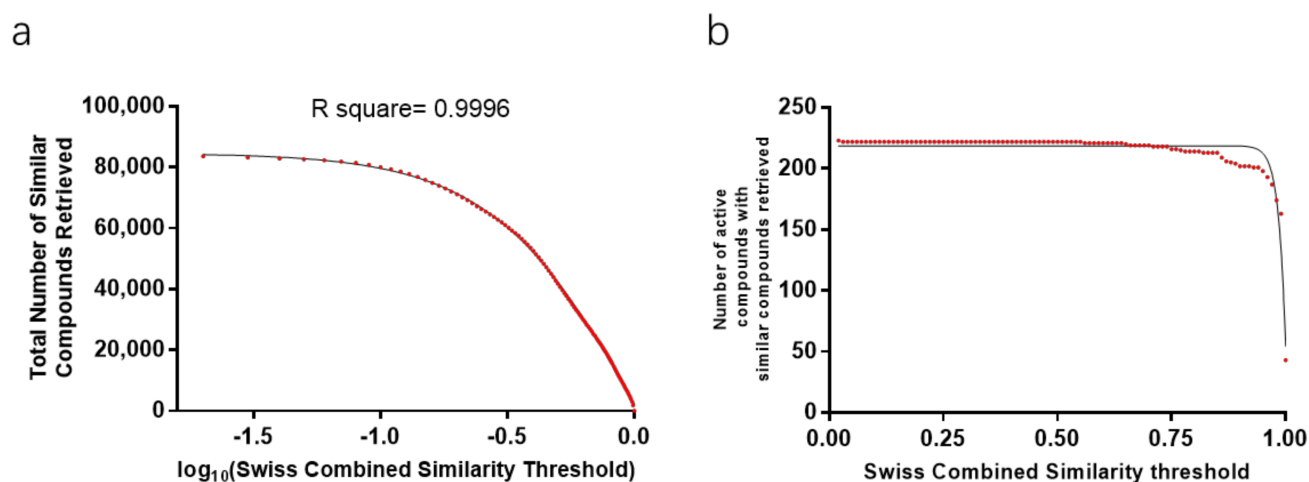 a
R square= 0.9996
Total Number of Similar
Compounds Retrieved
100,000
80,000
60,000
40,000
20,000
0
-1.5
-1.0
-0.5
0.0
log₁₀(Swiss Combined Similarity Threshold)
b
Number of active
compounds with
similar compounds retrieved
250
200
150
100
50
0
0.00
0.25
0.50
0.75
1.00
Swiss Combined Similarity threshold